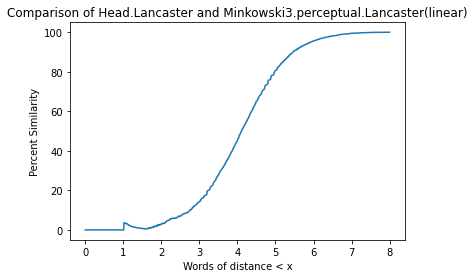 Comparison of Head.Lancaster and Minkowski3.perceptual.Lancaster(linear)
100
80
60
40
20
0
Percent Similarity
0 1 2 3 4 5 6 7 8
Words of distance < x